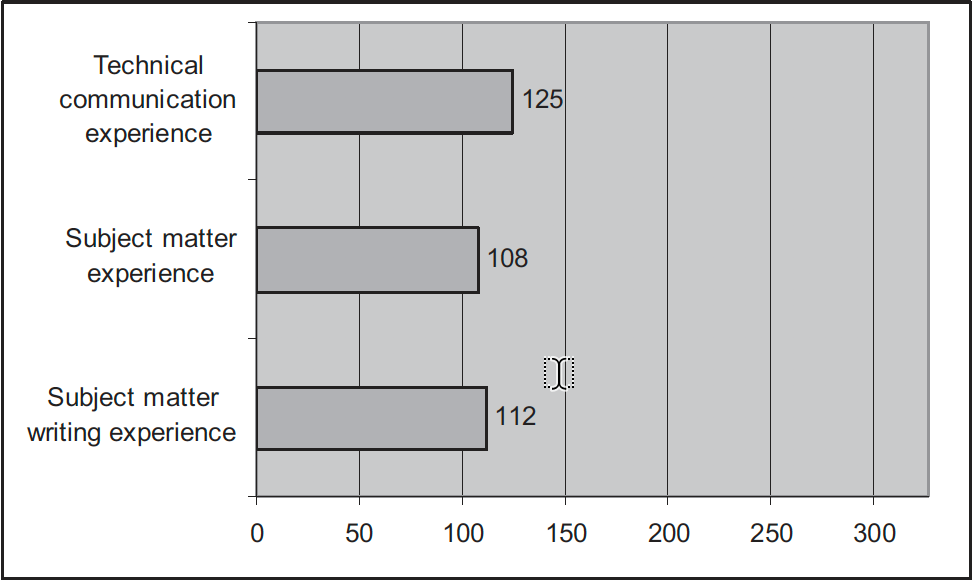 Technical
communication
experience
125
Subject matter
experience
108
Subject matter
writing experience
112
0 50 100 150 200 250 300